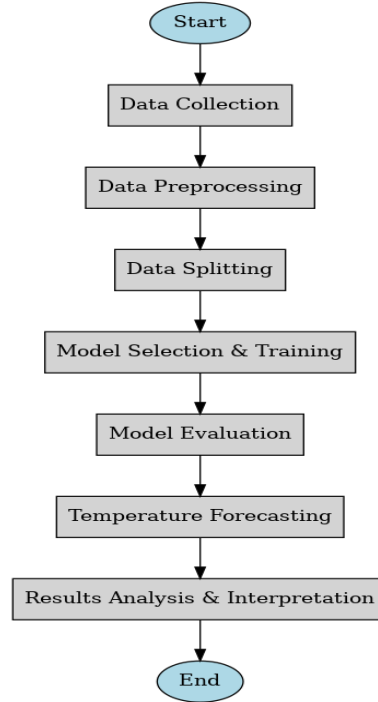 Start
Data Collection
Data Preprocessing
Data Splitting
Model Selection & Training
Model Evaluation
Temperature Forecasting
Results Analysis & Interpretation
End